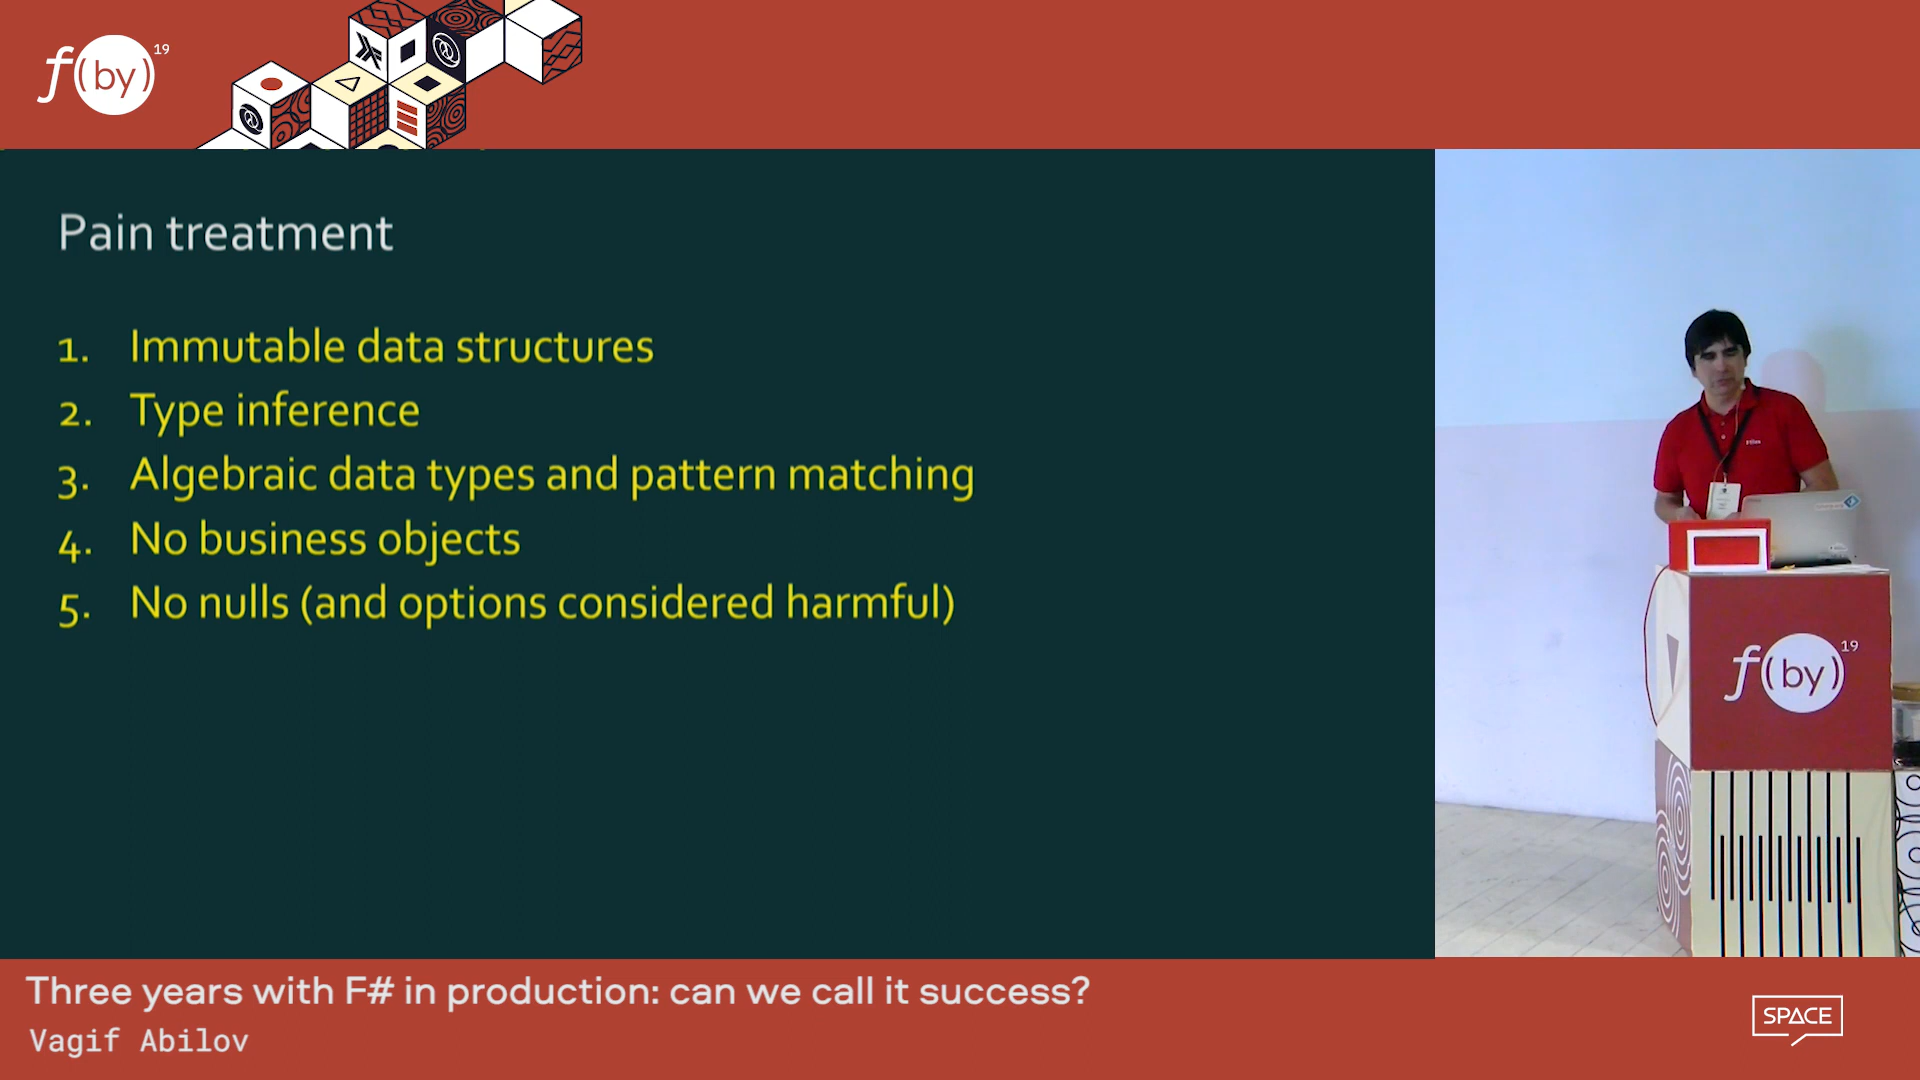 f(by) 19
Pain treatment
1. Immutable data structures
2. Type inference
3. Algebraic data types and pattern matching
4. No business objects
5. No nulls (and options considered harmful)
f(by) 19
Three years with F# in production: can we call it success?
Vagif Abilov
SPACE